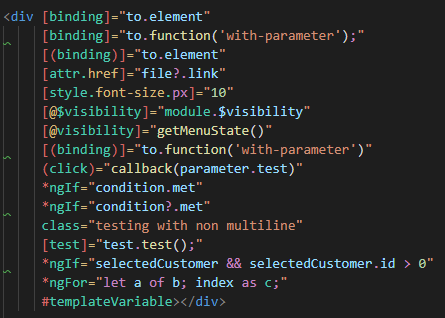 <div [binding]="to.element"
[binding]="to.function('with-parameter');"
[(binding)]="to.element"
[attr.href]="file?.link"
[style.font-size.px]="10"
[@$visibility]="module.$visibility"
[@visibility]="getMenuState()"
[(binding)]="to.function('with-parameter')"
(click)="callback(parameter.test)"
*ngIf="condition.met"
*ngIf="condition?.met"
class="testing with non multiline"
[test]="test.test();"
*ngIf="selectedCustomer && selectedCustomer.id > 0"
*ngFor="let a of b; index as c;"
#templateVariable></div>